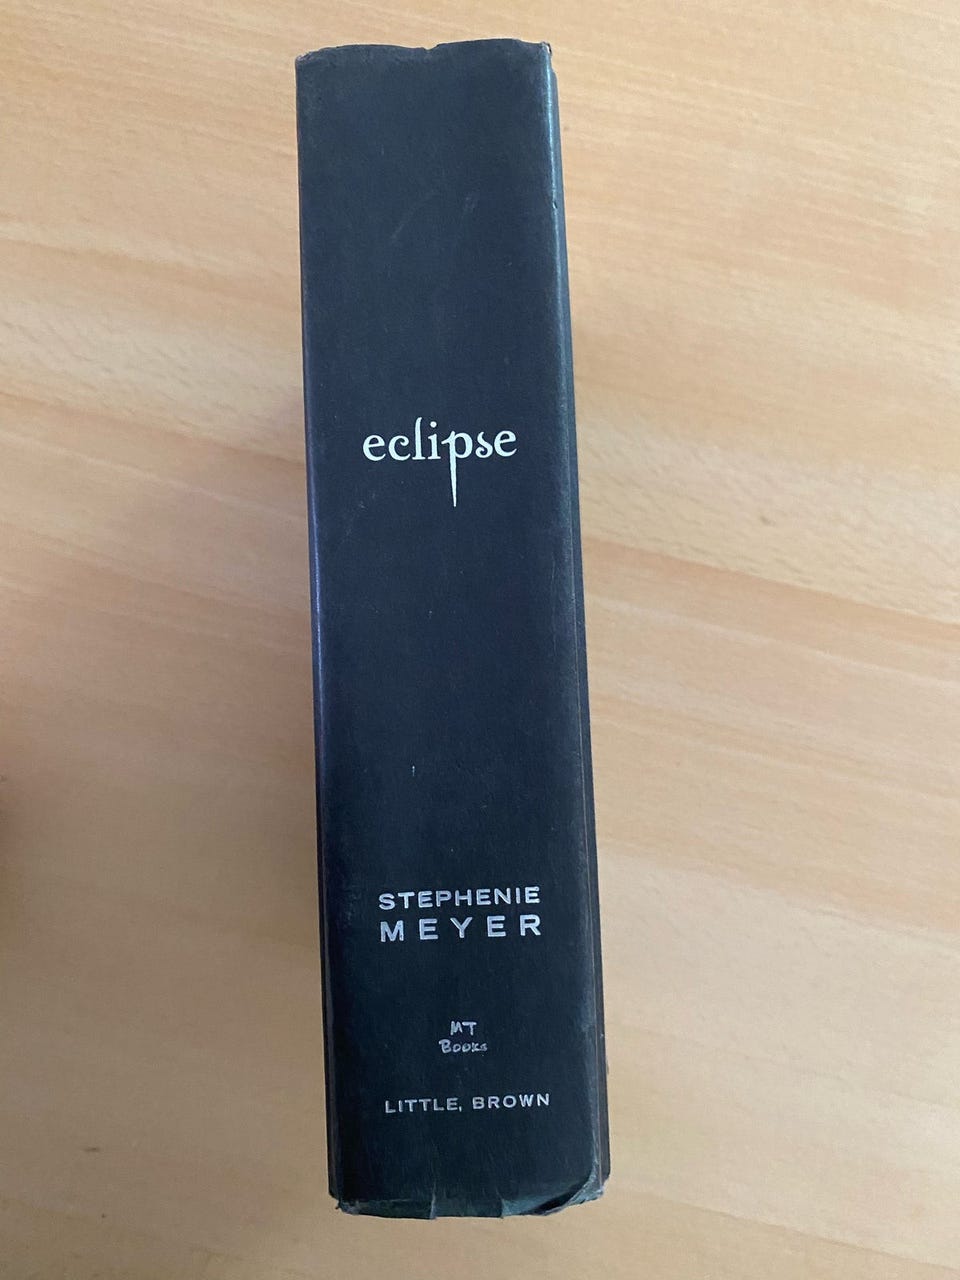 eclipse
STEPHENIE
MEYER
MT
Books
LITTLE, BROWN